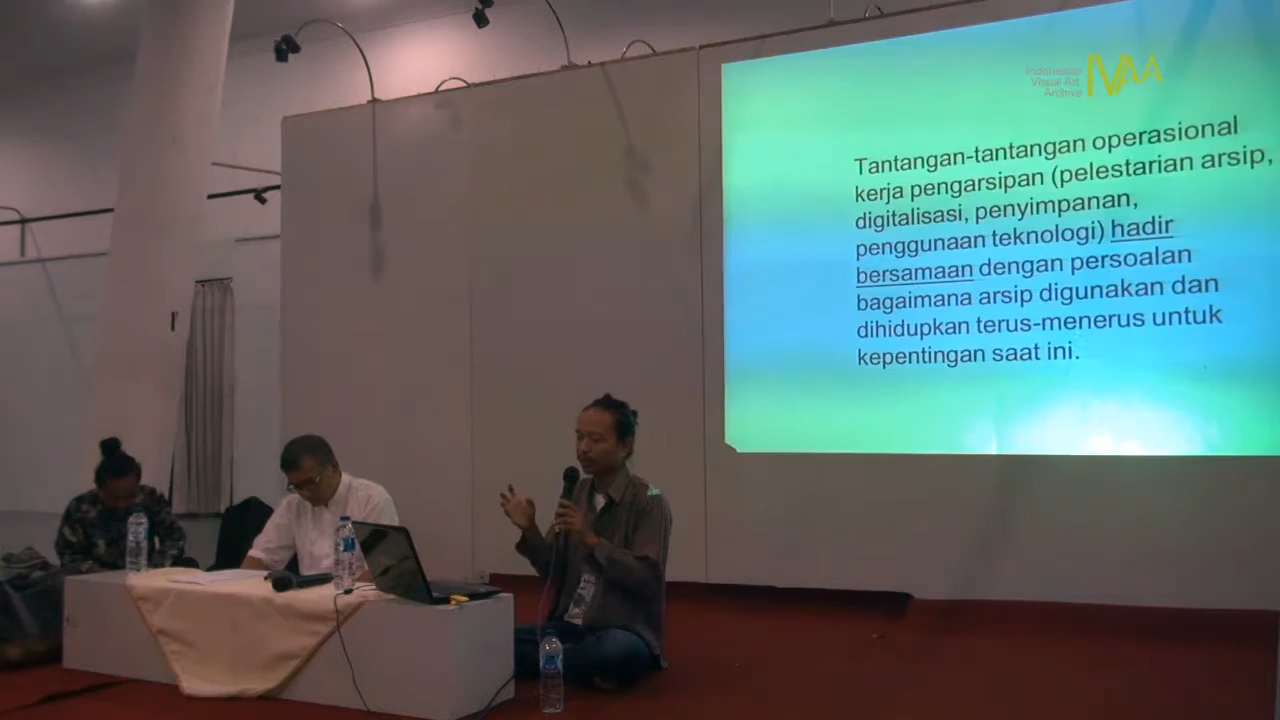 Indonesian
Visual Art
Archive
IVAA
Tantangan-tantangan operasional
kerja pengarsipan (pelestarian arsip,
digitalisasi, penyimpanan,
penggunaan teknologi) hadir
bersamaan dengan persoalan
bagaimana arsip digunakan dan
dihidupkan terus-menerus untuk
kepentingan saat ini.